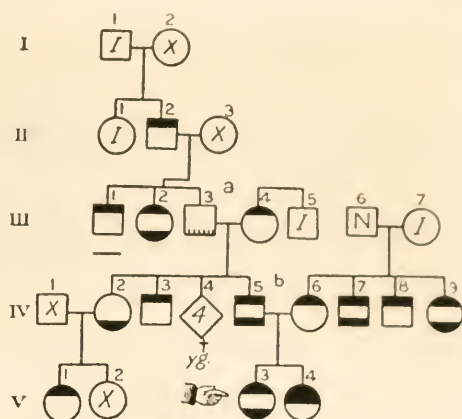 1 2
I I X
1 2 3
II I X
a
1 2 3 4 5 6 7
III I N I
b
1 2 3 4 5 6 7 8 9
IV X 4
yg.
1 2 3 4
V X